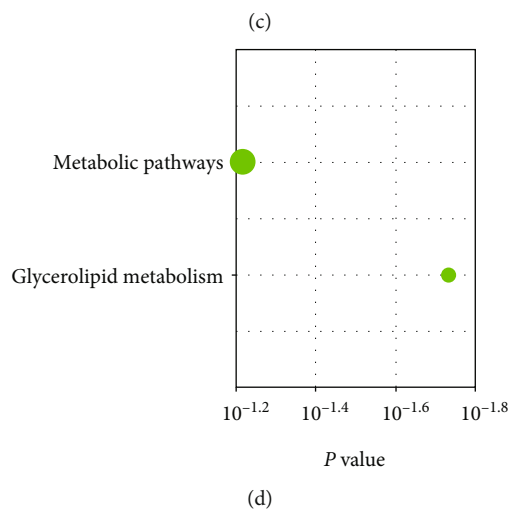 (c)
Metabolic pathways
Glycerolipid metabolism
10⁻¹·² 10⁻¹·⁴ 10⁻¹·⁶ 10⁻¹·⁸
P value
(d)